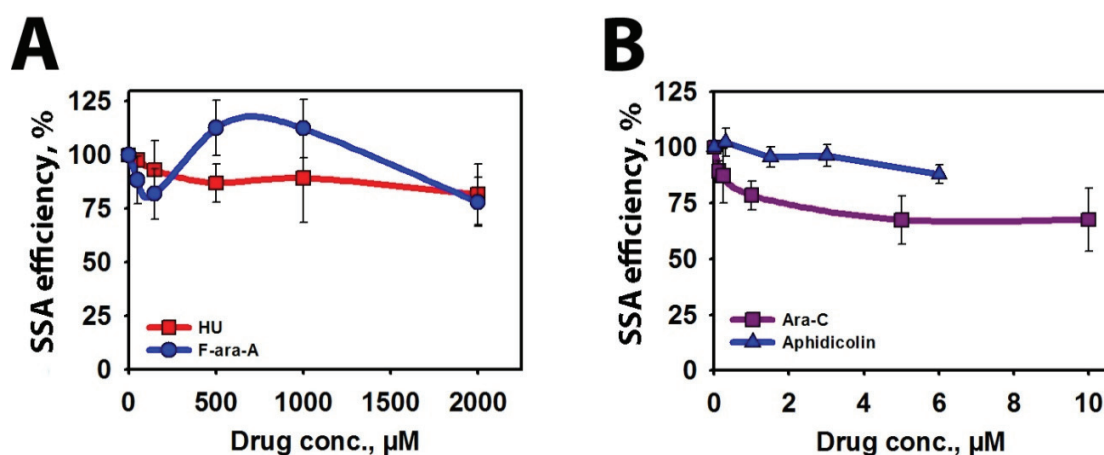 A
SSA efficiency, %
125
100
75
50
25
0
HU
F-ara-A
0 500 1000 1500 2000
Drug conc., µM
B
SSA efficiency, %
125
100
75
50
25
0
Ara-C
Aphidicolin
0 2 4 6 8 10
Drug conc., µM